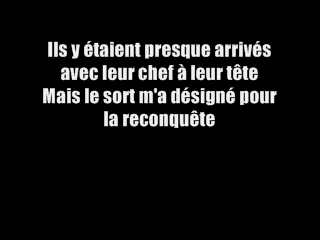 Ils y étaient presque arrivés
avec leur chef à leur tête
Mais le sort m'a désigné pour
la reconquête